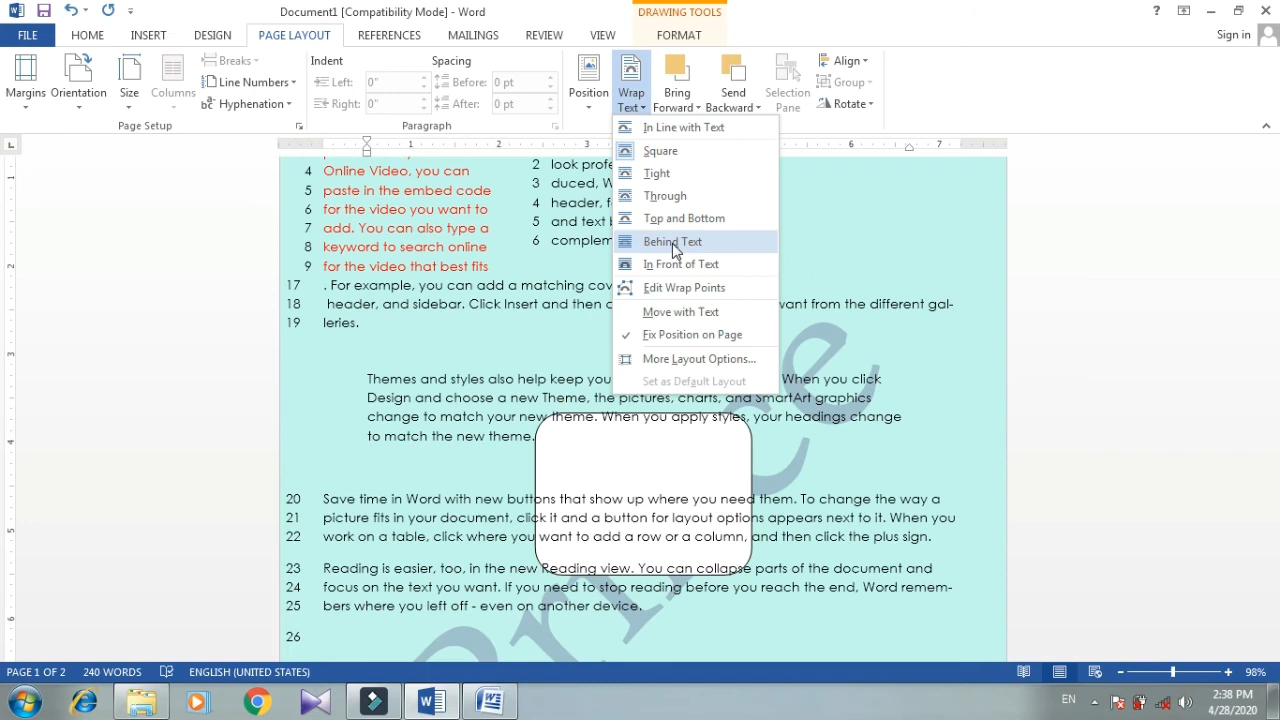 Document1 [Compatibility Mode] - Word
DRAWING TOOLS
?
FILE
HOME
INSERT
DESIGN
PAGE LAYOUT
REFERENCES
MAILINGS
REVIEW
VIEW
FORMAT
Sign in
Margins
Orientation
Size
Columns
Breaks
Line Numbers
Hyphenation
Page Setup
Indent
Left: 0"
Right: 0"
Spacing
Before: 0 pt
After: 0 pt
Paragraph
Position
Wrap Text
Bring Forward
Send Backward
Selection Pane
Align
Group
Rotate
In Line with Text
Square
Tight
Through
Top and Bottom
Behind Text
In Front of Text
Edit Wrap Points
Move with Text
Fix Position on Page
More Layout Options...
Set as Default Layout
L
3 6 7
1
2
3
4
5
6
4 Online Video, you can
5 paste in the embed code
6 for the video you want to
7 add. You can also type a
8 keyword to search online
9 for the video that best fits
2 look
3 duced,
4 header,
5 and text
6
17 . For example, you can add a matching
18 header, and sidebar. Click Insert and then want from the different gal-
19 leries.
Themes and styles also help keep When you click
Design and choose a new Theme, the pictures, charts, and SmartArt graphics
change to match your new theme. When you apply styles, your headings change
to match the new theme.
20 Save time in Word with new buttons that show up where you need them. To change the way a
21 picture fits in your document, click it and a button for layout options appears next to it. When you
22 work on a table, click where you want to add a row or a column, and then click the plus sign.
23 Reading is easier, too, in the new Reading view. You can collapse parts of the document and
24 focus on the text you want. If you need to stop reading before you reach the end, Word remem-
25 bers where you left off - even on another device.
26
Prince
PAGE 1 OF 2
240 WORDS
ENGLISH (UNITED STATES)
98%
EN
2:38 PM
4/28/2020